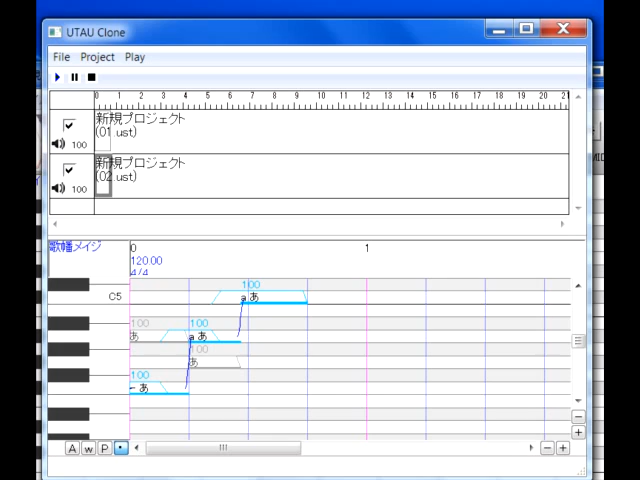 UTAU Clone
File Project Play
0 1 2 3 4 5 6 7 8 9 10 11 12 13 14 15 16 17 18 19 20 21
新規プロジェクト
(01.ust)
100
新規プロジェクト
(02.ust)
100
歌幡メイジ
0 1
120.00
4/4
100
C5
a あ
100 100
あ a あ
100
あ
100
- あ
A w P